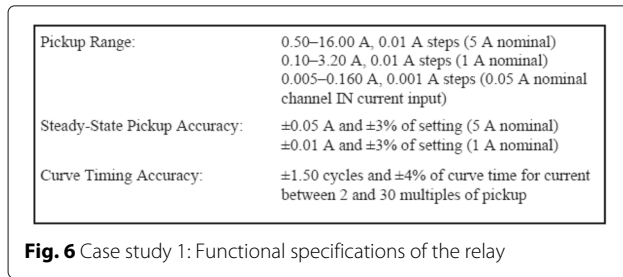 Pickup Range: 0.50–16.00 A, 0.01 A steps (5 A nominal)
0.10–3.20 A, 0.01 A steps (1 A nominal)
0.005–0.160 A, 0.001 A steps (0.05 A nominal
channel IN current input)
Steady-State Pickup Accuracy: ±0.05 A and ±3% of setting (5 A nominal)
±0.01 A and ±3% of setting (1 A nominal)
Curve Timing Accuracy: ±1.50 cycles and ±4% of curve time for current
between 2 and 30 multiples of pickup
Fig. 6 Case study 1: Functional specifications of the relay